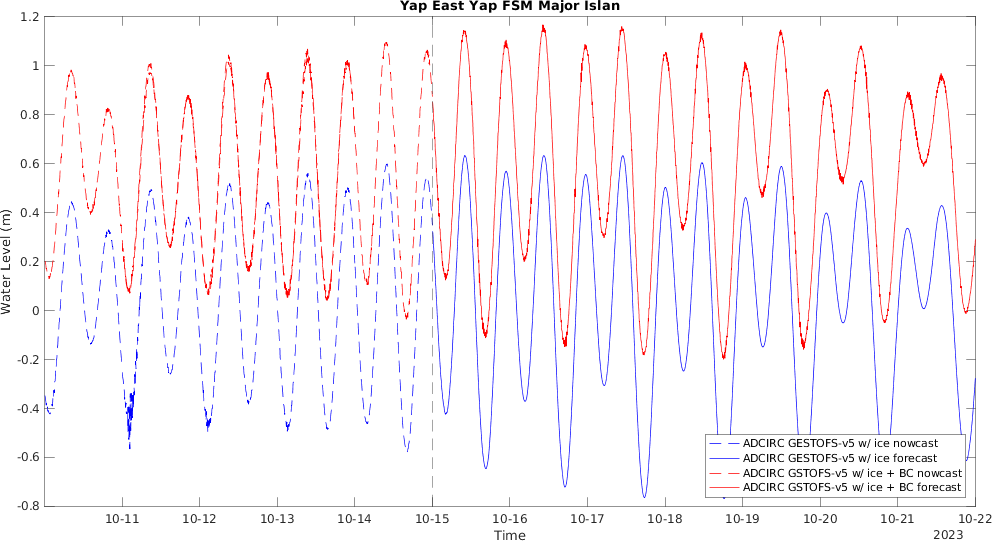 Yap East Yap FSM Major Islan
Water Level (m)
1.2
1
0.8
0.6
0.4
0.2
0
-0.2
-0.4
-0.6
-0.8
ADCIRC GESTOFS-v5 w/ ice nowcast
ADCIRC GESTOFS-v5 w/ ice forecast
ADCIRC GSTOFS-v5 w/ ice + BC nowcast
ADCIRC GSTOFS-v5 w/ ice + BC forecast
10-11 10-12 10-13 10-14 10-15 10-16 10-17 10-18 10-19 10-20 10-21 10-22
Time
2023